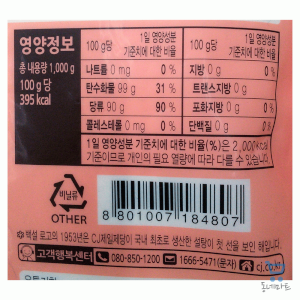 영양정보
총 내용량 1,000 g
100 g 당
395 kcal
100 g당 1일 영양성분 기준치에 대한 비율
나트륨 0 mg 0 %
탄수화물 99 g 31 %
당류 90 g 90 %
콜레스테롤 0 mg 0 %
100 g당 1일 영양성분 기준치에 대한 비율
지방 0 g 0 %
트랜스지방 0 g
포화지방 0 g 0 %
단백질 0 g 0 %
1일 영양성분 기준치에 대한 비율(%)은 2,000 kcal
기준이므로 개인의 필요 열량에 따라 다를 수 있습니다
비닐류
OTHER
8 801007 184807
백설 로고의 1953년은 CJ제일제당이 국내 최초로 생산한 설탕이 첫 선을 보인 해입니다.
고객행복센터 080-850-1200 1666-5471(문자) cj.co.kr